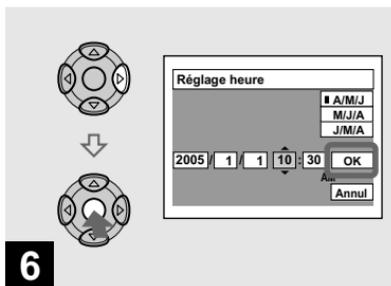 Réglage heure
A/M/J
M/J/A
J/M/A
2005 / 1 / 1 10 : 30 OK
Annul
6